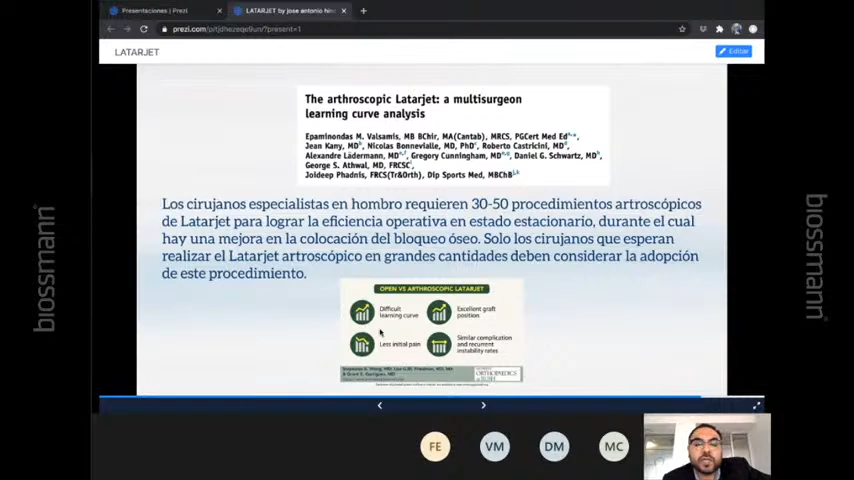 Presentaciones | Prezi
LATARJET by jose antonio hino
prezi.com/p/tjdhezeqe9un/?present=1
LATARJET
Editar
The arthroscopic Latarjet: a multisurgeon
learning curve analysis
Epaminondas M. Valsamis, MB BChir, MA(Cantab), MRCS, PGCert Med Ed
Jean Kany, MD, Nicolas Bonnevialle, MD, PhD, Roberto Castricini, MD
Alexandre Lädermann, MD, Gregory Cunningham, MD, Daniel G. Schwartz, MD
George S. Athwal, MD, FRCSC
Joideep Phadnis, FRCS(Tr&Orth), Dip Sports Med, MBChB
Los cirujanos especialistas en hombro requieren 30-50 procedimientos artroscópicos
de Latarjet para lograr la eficiencia operativa en estado estacionario, durante el cual
hay una mejora en la colocación del bloqueo óseo. Solo los cirujanos que esperan
realizar el Latarjet artroscópico en grandes cantidades deben considerar la adopción
de este procedimiento.
OPEN VS ARTHROSCOPIC LATARJET
Difficult
learning curve
Excellent graft
position
Less initial pain
Similar complication
and recurrent
instability rates
ORTHOPAEDICS
biossmann
biossmann
FE
VM
DM
MC